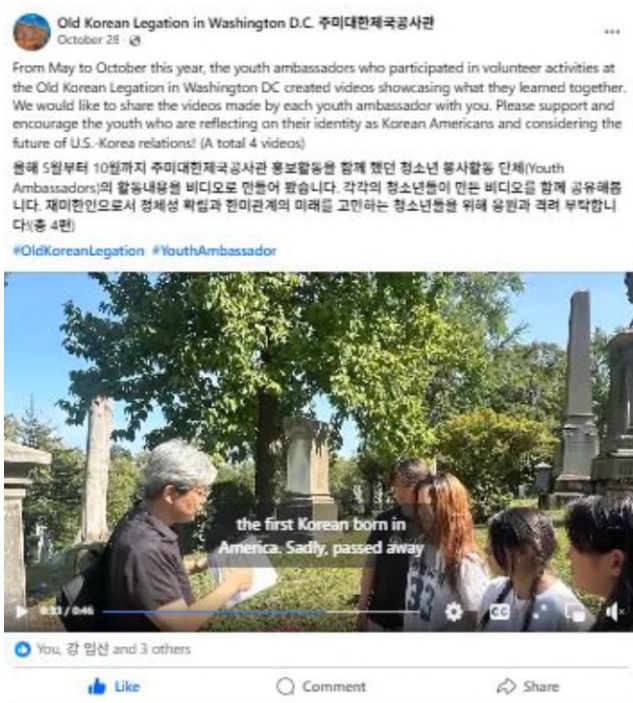 Old Korean Legation in Washington D.C. 주미대한제국공사관
October 28
From May to October this year, the youth ambassadors who participated in volunteer activities at
the Old Korean Legation in Washington DC created videos showcasing what they learned together.
We would like to share the videos made by each youth ambassador with you. Please support and
encourage the youth who are reflecting on their identity as Korean Americans and considering the
future of U.S.-Korea relations! (A total 4 videos)
올해 5월부터 10월까지 주미대한제국공사관 홍보활동을 함께 했던 청소년 봉사활동 단체(Youth
Ambassadors)의 활동내용을 비디오로 만들어 봤습니다. 각각의 청소년들이 만든 비디오를 함께 공유해봅
니다. 재미한인으로서 정체성 확립과 한미관계의 미래를 고민하는 청소년들을 위해 응원과 격려 부탁합니
다!(총 4편)
#OldKoreanLegation #YouthAmbassador
the first Korean born in
America. Sadly, passed away
0:33 / 0:46
CC
You, 강 임산 and 3 others
Like Comment Share